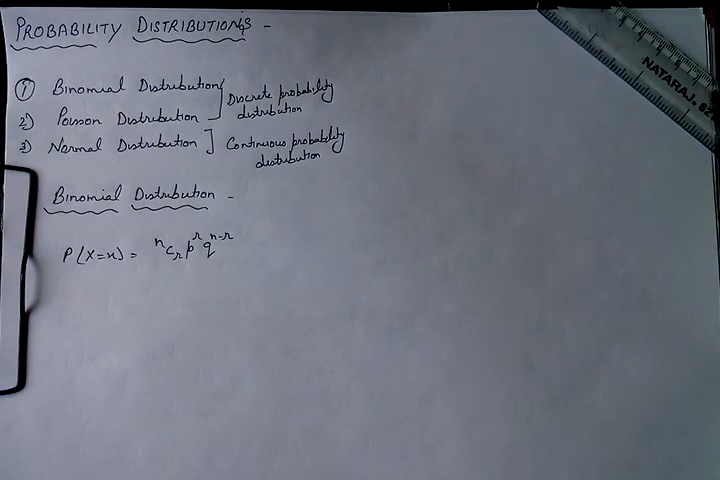 PROBABILITY DISTRIBUTIONS -
① Binomial Distribution
2) Poisson Distribution
Discrete probability
distribution
3) Normal Distribution
Continuous probability
distribution
Binomial Distribution -
P(X=x) = ⁿCᵣ pʳ qⁿ⁻ʳ
NATARAJ. 62